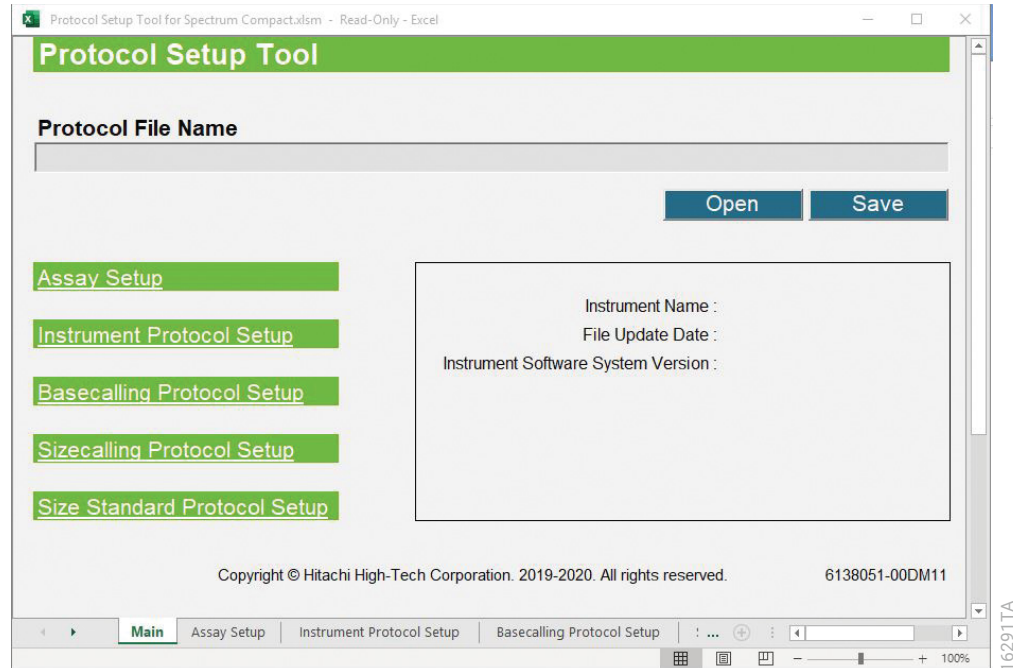 Protocol Setup Tool for Spectrum Compact.xlsm - Read-Only - Excel
Protocol Setup Tool
Protocol File Name
Open Save
Assay Setup
Instrument Protocol Setup
Basecalling Protocol Setup
Sizecalling Protocol Setup
Size Standard Protocol Setup
Instrument Name :
File Update Date :
Instrument Software System Version :
Copyright © Hitachi High-Tech Corporation. 2019-2020. All rights reserved. 6138051-00DM11
Main Assay Setup Instrument Protocol Setup Basecalling Protocol Setup ...
100%
16291TA